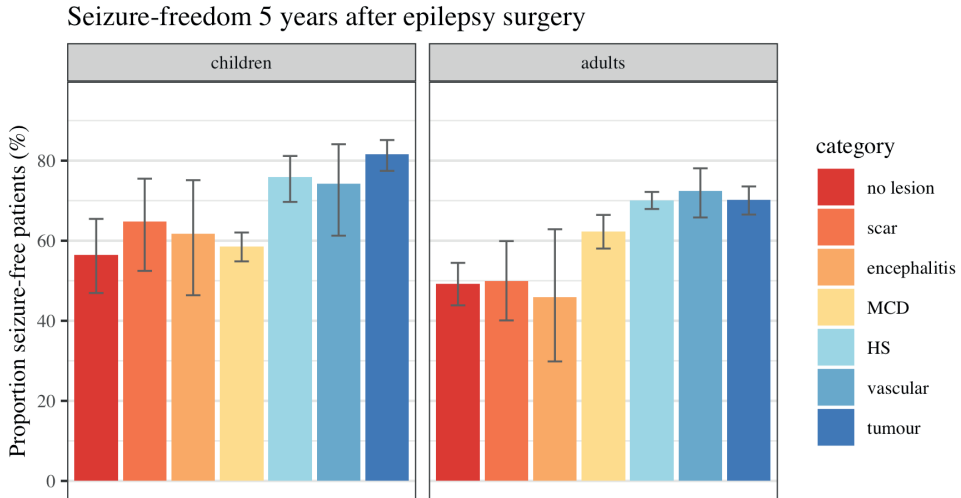 Seizure-freedom 5 years after epilepsy surgery
children
adults
Proportion seizure-free patients (%)
80
60
40
20
0
category
no lesion
scar
encephalitis
MCD
HS
vascular
tumour